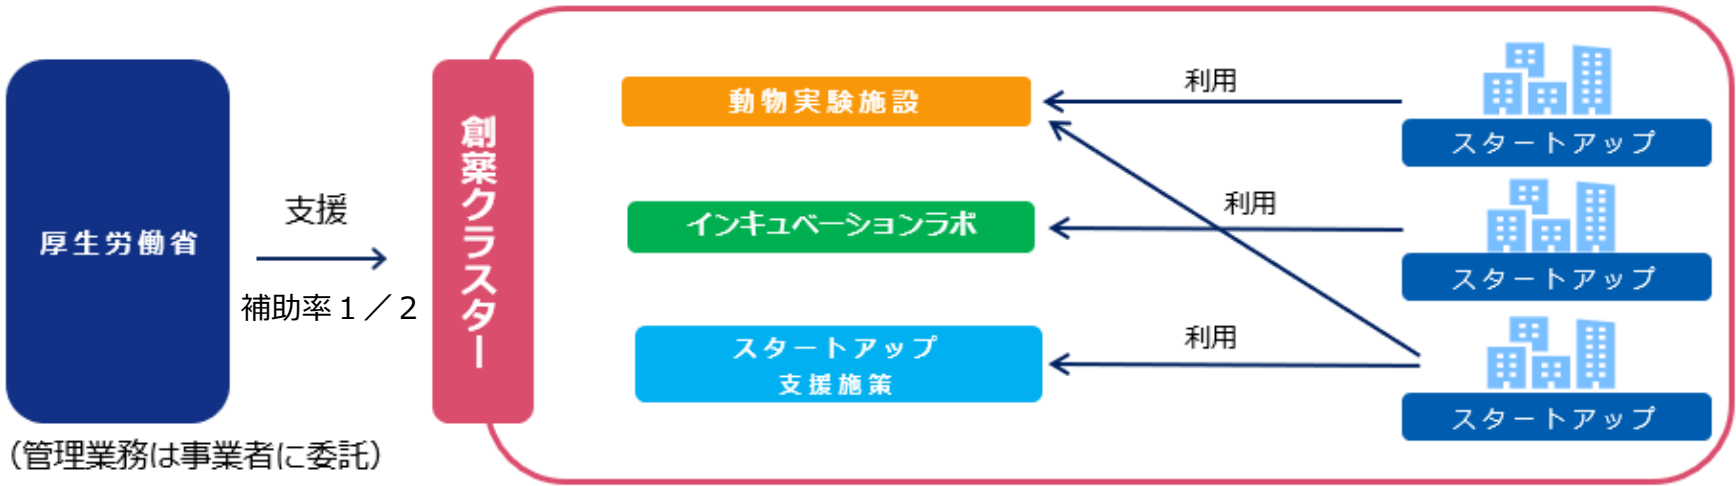 厚生労働省
（管理業務は事業者に委託）
支援
補助率１／２
創薬クラスター
動物実験施設
利用
スタートアップ
インキュベーションラボ
利用
スタートアップ
スタートアップ
支援施策
利用
スタートアップ